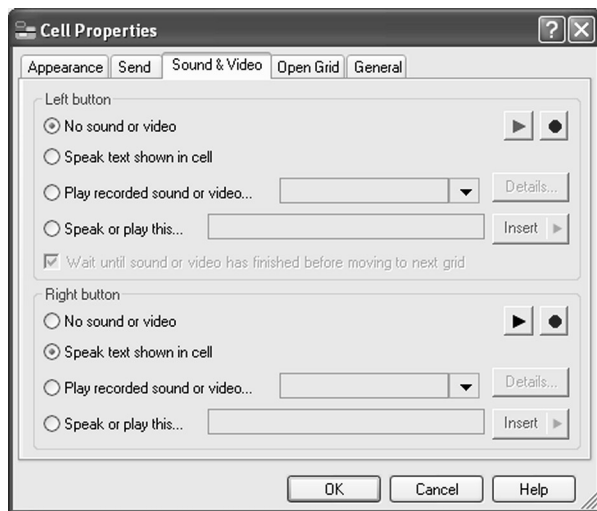 Cell Properties
Appearance Send Sound & Video Open Grid General
Left button
No sound or video
Speak text shown in cell
Play recorded sound or video... Details...
Speak or play this... Insert
Wait until sound or video has finished before moving to next grid
Right button
No sound or video
Speak text shown in cell
Play recorded sound or video... Details...
Speak or play this... Insert
OK Cancel Help